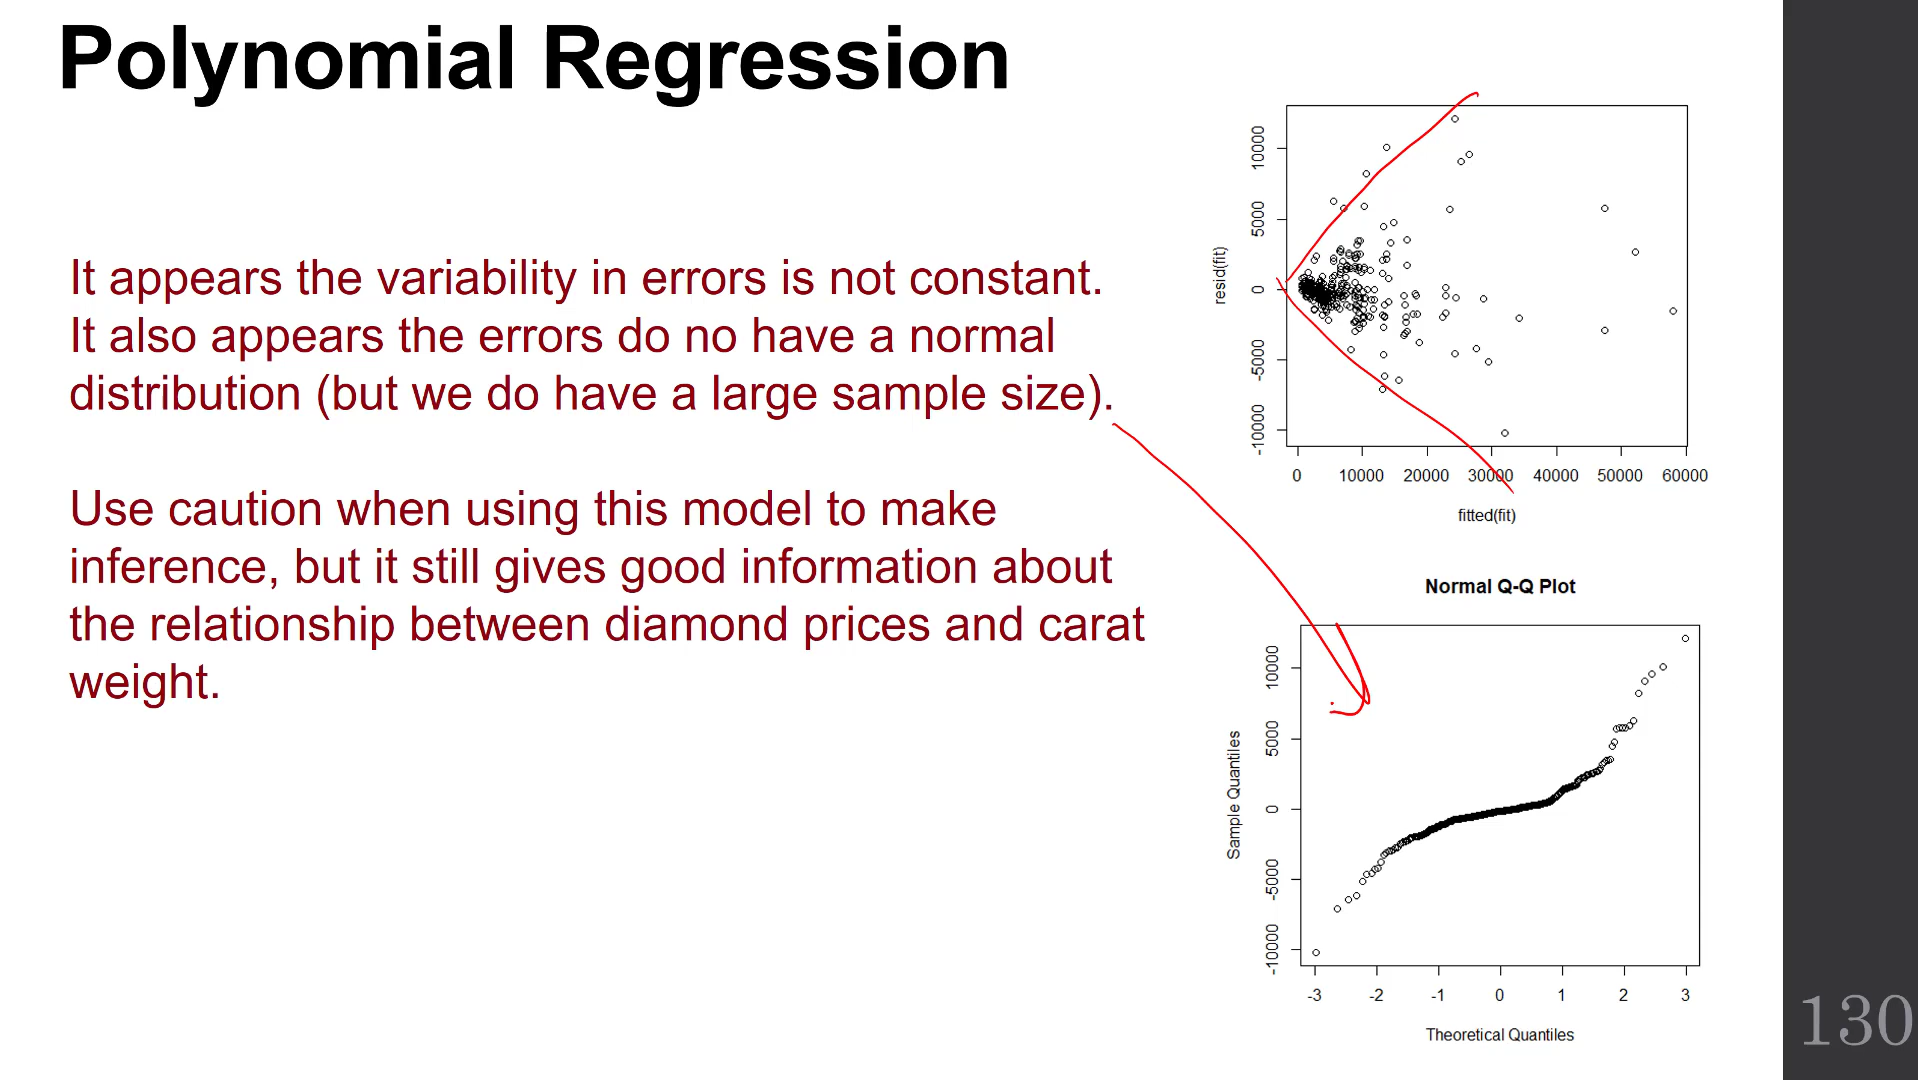 Polynomial Regression
It appears the variability in errors is not constant.
It also appears the errors do no have a normal
distribution (but we do have a large sample size).
Use caution when using this model to make
inference, but it still gives good information about
the relationship between diamond prices and carat
weight.
resid(fit)
10000
5000
0
-5000
-10000
0 10000 20000 30000 40000 50000 60000
fitted(fit)
Normal Q-Q Plot
Sample Quantiles
10000
5000
0
-5000
-10000
-3 -2 -1 0 1 2 3
Theoretical Quantiles
130